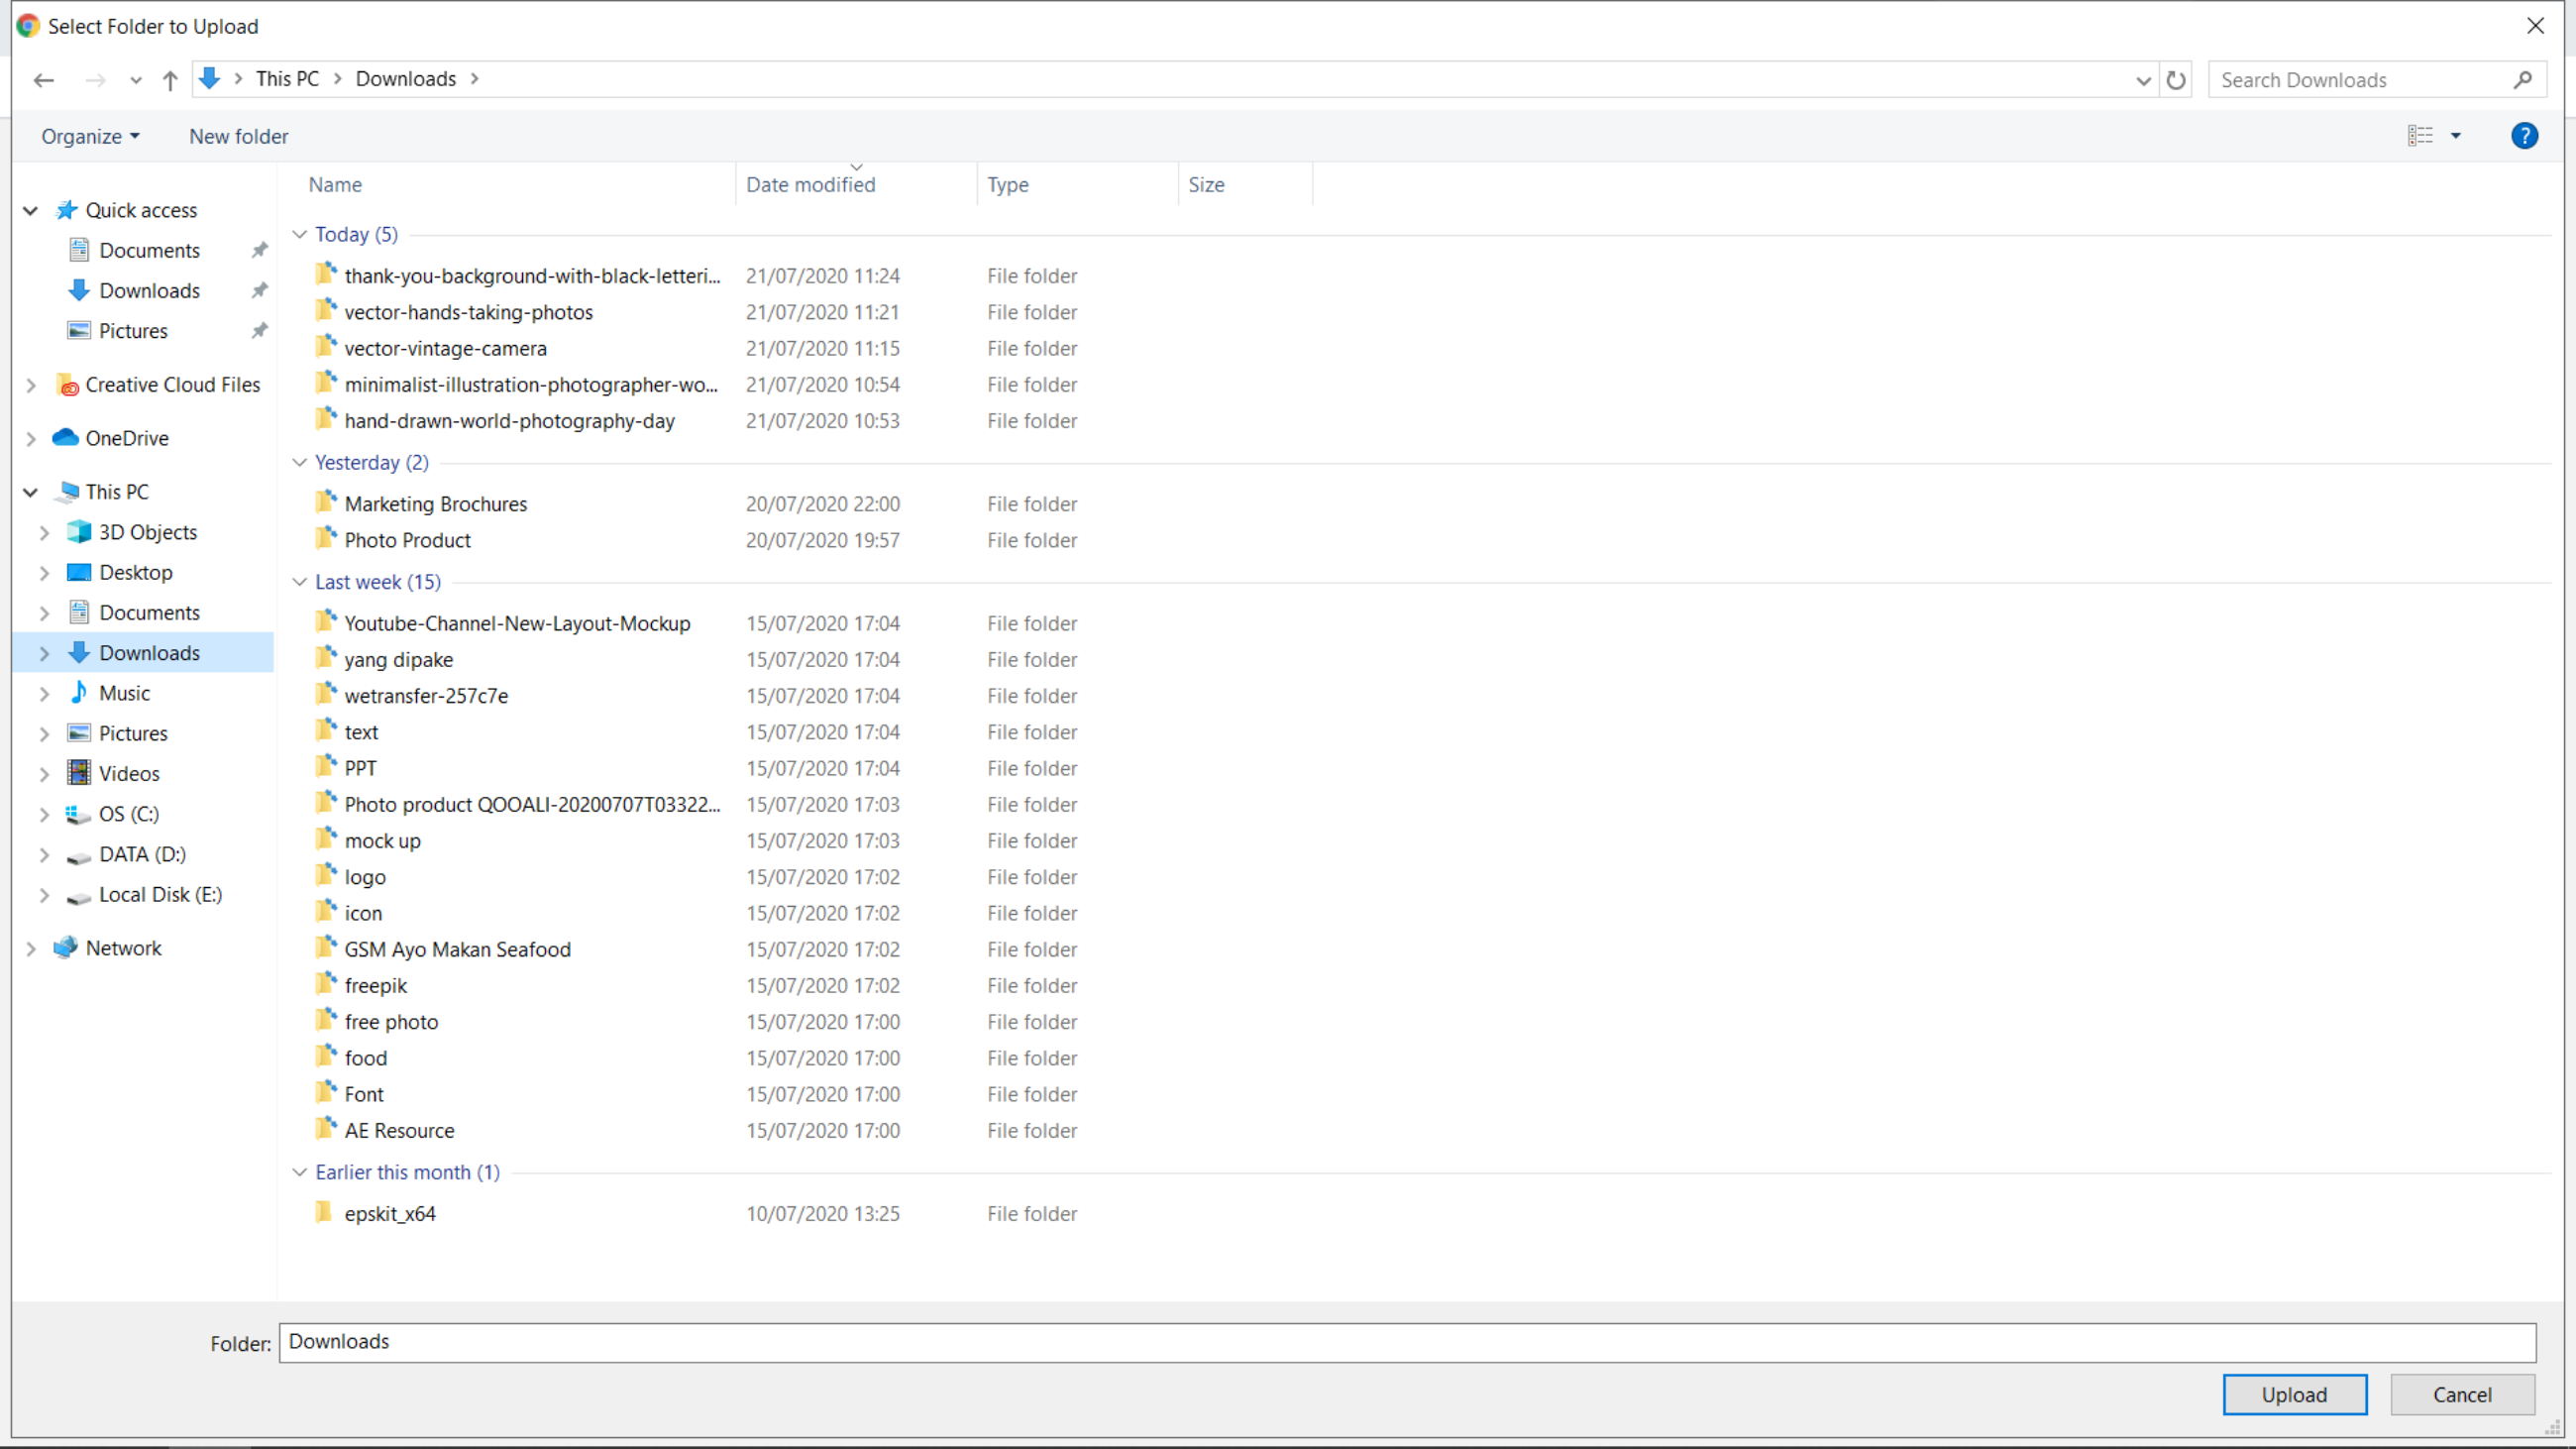 Select Folder to Upload
This PC > Downloads >
Search Downloads
Organize
New folder
?
Name Date modified Type Size
Quick access
Documents
Downloads
Pictures
Creative Cloud Files
OneDrive
This PC
3D Objects
Desktop
Documents
Downloads
Music
Pictures
Videos
OS (C:)
DATA (D:)
Local Disk (E:)
Network
Today (5)
thank-you-background-with-black-letteri... 21/07/2020 11:24 File folder
vector-hands-taking-photos 21/07/2020 11:21 File folder
vector-vintage-camera 21/07/2020 11:15 File folder
minimalist-illustration-photographer-wo... 21/07/2020 10:54 File folder
hand-drawn-world-photography-day 21/07/2020 10:53 File folder
Yesterday (2)
Marketing Brochures 20/07/2020 22:00 File folder
Photo Product 20/07/2020 19:57 File folder
Last week (15)
Youtube-Channel-New-Layout-Mockup 15/07/2020 17:04 File folder
yang dipake 15/07/2020 17:04 File folder
wetransfer-257c7e 15/07/2020 17:04 File folder
text 15/07/2020 17:04 File folder
PPT 15/07/2020 17:04 File folder
Photo product QOOALI-20200707T03322... 15/07/2020 17:03 File folder
mock up 15/07/2020 17:03 File folder
logo 15/07/2020 17:02 File folder
icon 15/07/2020 17:02 File folder
GSM Ayo Makan Seafood 15/07/2020 17:02 File folder
freepik 15/07/2020 17:02 File folder
free photo 15/07/2020 17:00 File folder
food 15/07/2020 17:00 File folder
Font 15/07/2020 17:00 File folder
AE Resource 15/07/2020 17:00 File folder
Earlier this month (1)
epskit_x64 10/07/2020 13:25 File folder
Folder: Downloads
Upload Cancel